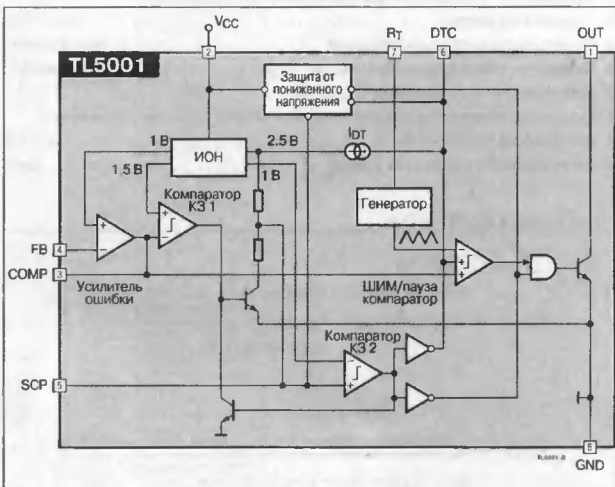 VCC
RT
DTC
OUT
2
7
6
1
TL5001
Защита от
пониженного
напряжения
1 В
2.5 В
IDT
1.5 В
ИОН
1 В
Компаратор
КЗ 1
Генератор
FB 4
COMP 3
Усилитель
ошибки
ШИМ/пауза
компаратор
Компаратор
КЗ 2
SCP 5
8
GND